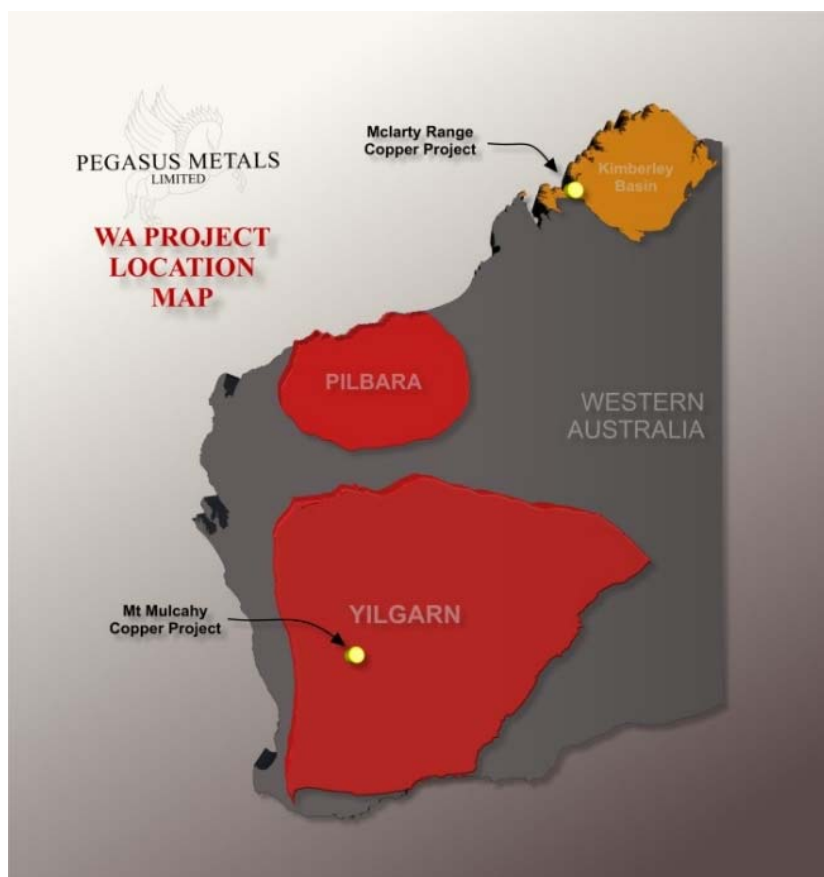 PEGASUS METALS
LIMITED
WA PROJECT
LOCATION
MAP
Mclarty Range
Copper Project
Kimberley
Basin
PILBARA
WESTERN
AUSTRALIA
YILGARN
Mt Mulcahy
Copper Project